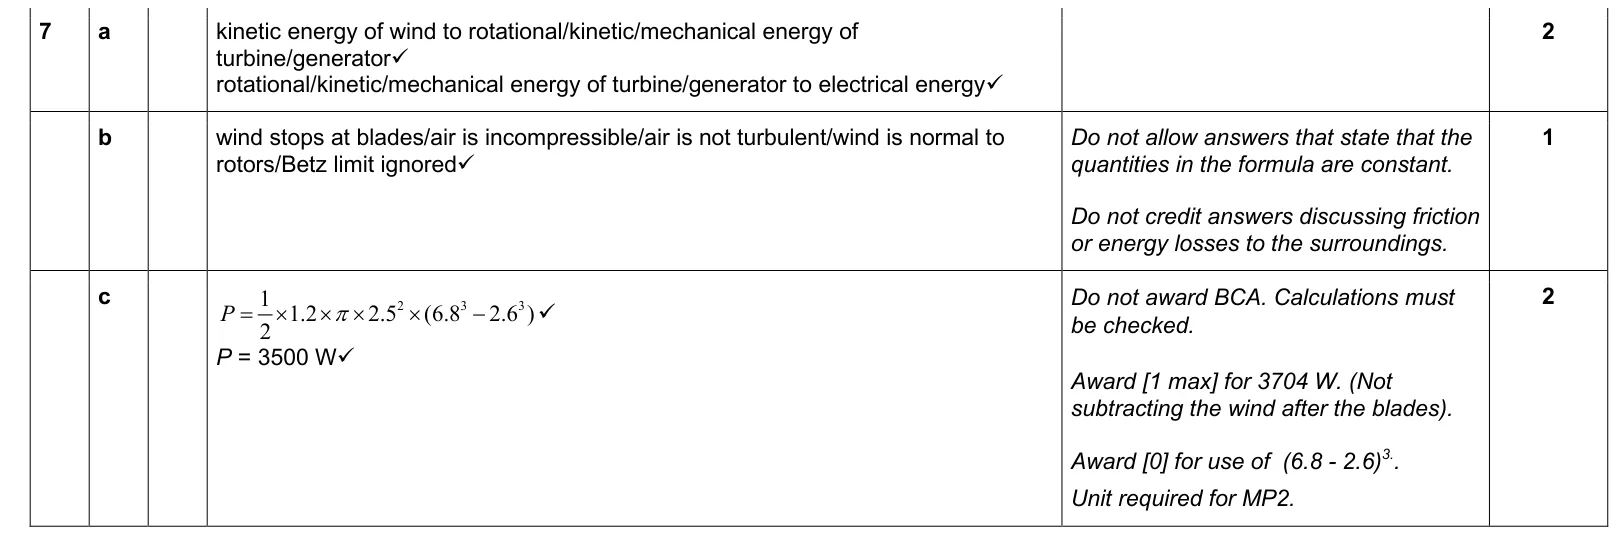 7 a kinetic energy of wind to rotational/kinetic/mechanical energy of 2
turbine/generator✓
rotational/kinetic/mechanical energy of turbine/generator to electrical energy✓
b wind stops at blades/air is incompressible/air is not turbulent/wind is normal to
rotors/Betz limit ignored✓
Do not allow answers that state that the
quantities in the formula are constant.
Do not credit answers discussing friction
or energy losses to the surroundings.
1
c
P = 1/2 × 1.2 × π × 2.5² × (6.8³ − 2.6³) ✓
P = 3500 W✓
Do not award BCA. Calculations must
be checked.
Award [1 max] for 3704 W. (Not
subtracting the wind after the blades).
Award [0] for use of (6.8 - 2.6)³·.
Unit required for MP2.
2